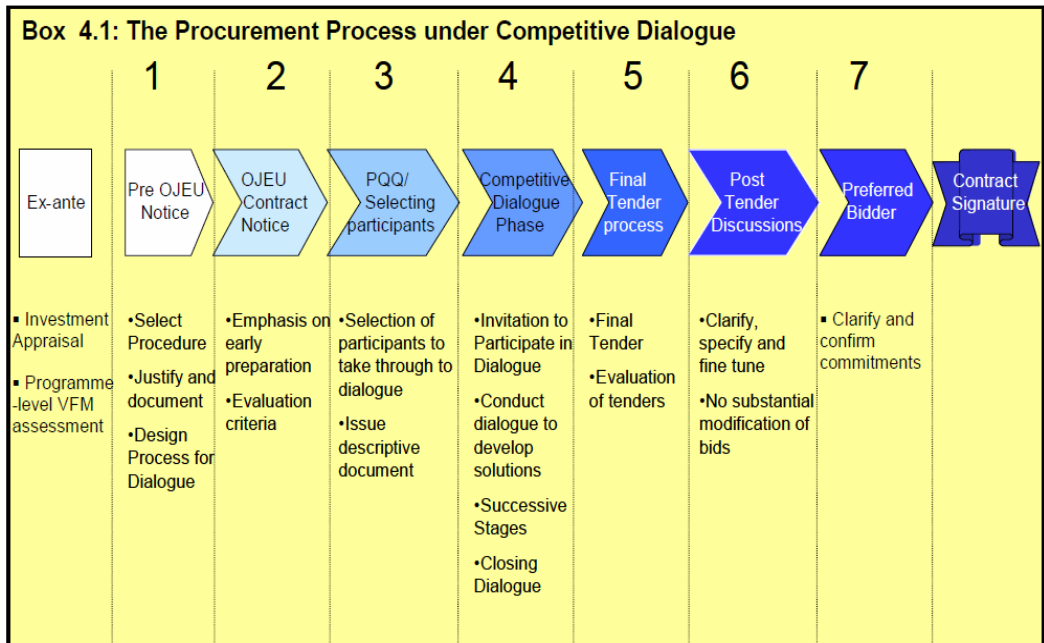 Box 4.1: The Procurement Process under Competitive Dialogue
1 2 3 4 5 6 7
Ex-ante
Pre OJEU
Notice
OJEU
Contract
Notice
PQQ/
Selecting
participants
Competitive
Dialogue
Phase
Final
Tender
process
Post
Tender
Discussions
Preferred
Bidder
Contract
Signature
▪ Investment
Appraisal
▪ Programme
-level VFM
assessment
•Select
Procedure
•Justify and
document
•Design
Process for
Dialogue
•Emphasis on
early
preparation
•Evaluation
criteria
•Selection of
participants to
take through to
dialogue
•Issue
descriptive
document
•Invitation to
Participate in
Dialogue
•Conduct
dialogue to
develop
solutions
•Successive
Stages
•Closing
Dialogue
•Final
Tender
•Evaluation
of tenders
•Clarify,
specify and
fine tune
•No substantial
modification of
bids
▪ Clarify and
confirm
commitments